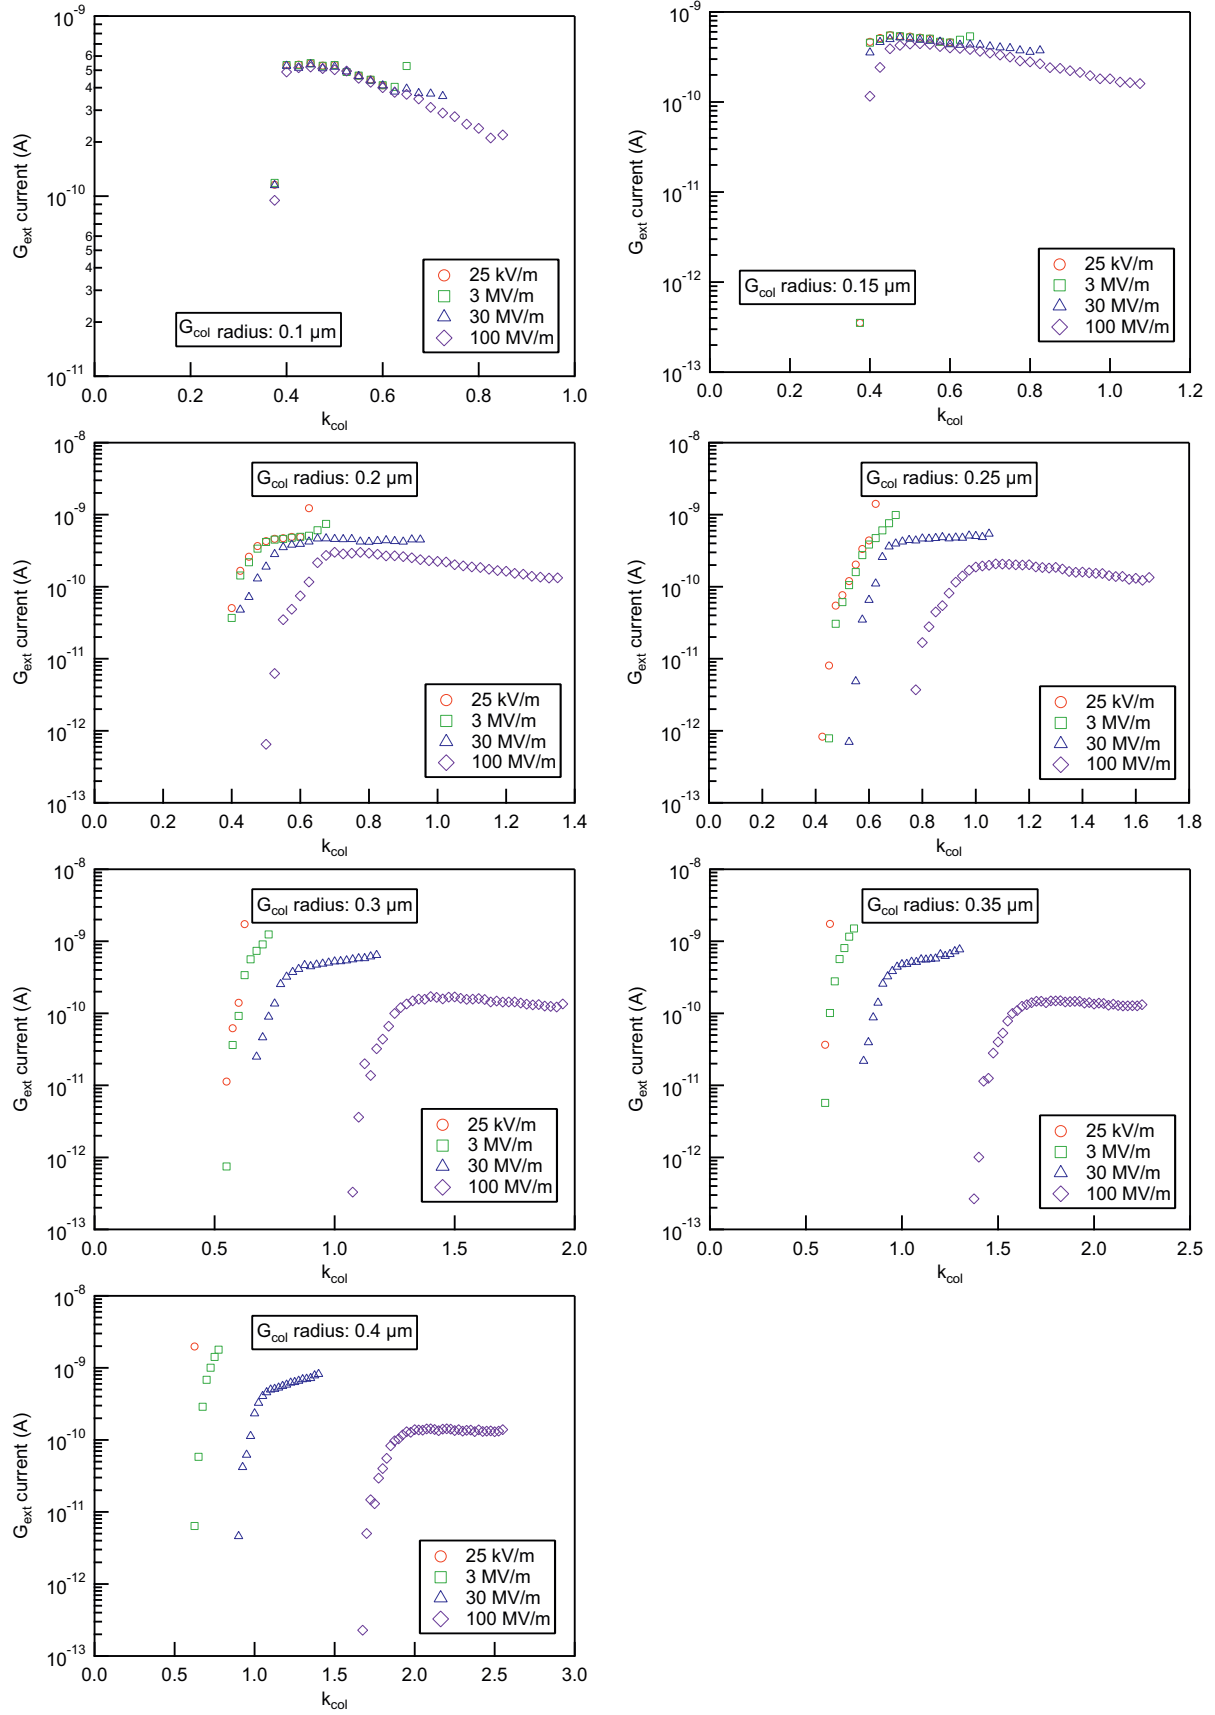 10-9
6
5
4
3
2
10-10
6
5
4
3
2
10-11
Gext current (A)
Gcol radius: 0.1 µm
25 kV/m
3 MV/m
30 MV/m
100 MV/m
0.0 0.2 0.4 0.6 0.8 1.0
kcol
10-9
10-10
10-11
10-12
10-13
Gext current (A)
Gcol radius: 0.15 µm
25 kV/m
3 MV/m
30 MV/m
100 MV/m
0.0 0.2 0.4 0.6 0.8 1.0 1.2
kcol
10-8
10-9
10-10
10-11
10-12
10-13
Gext current (A)
Gcol radius: 0.2 µm
25 kV/m
3 MV/m
30 MV/m
100 MV/m
0.0 0.2 0.4 0.6 0.8 1.0 1.2 1.4
kcol
10-8
10-9
10-10
10-11
10-12
10-13
Gext current (A)
Gcol radius: 0.25 µm
25 kV/m
3 MV/m
30 MV/m
100 MV/m
0.0 0.2 0.4 0.6 0.8 1.0 1.2 1.4 1.6 1.8
kcol
10-8
10-9
10-10
10-11
10-12
10-13
Gext current (A)
Gcol radius: 0.3 µm
25 kV/m
3 MV/m
30 MV/m
100 MV/m
0.0 0.5 1.0 1.5 2.0
kcol
10-8
10-9
10-10
10-11
10-12
10-13
Gext current (A)
Gcol radius: 0.35 µm
25 kV/m
3 MV/m
30 MV/m
100 MV/m
0.0 0.5 1.0 1.5 2.0 2.5
kcol
10-8
10-9
10-10
10-11
10-12
10-13
Gext current (A)
Gcol radius: 0.4 µm
25 kV/m
3 MV/m
30 MV/m
100 MV/m
0.0 0.5 1.0 1.5 2.0 2.5 3.0
kcol